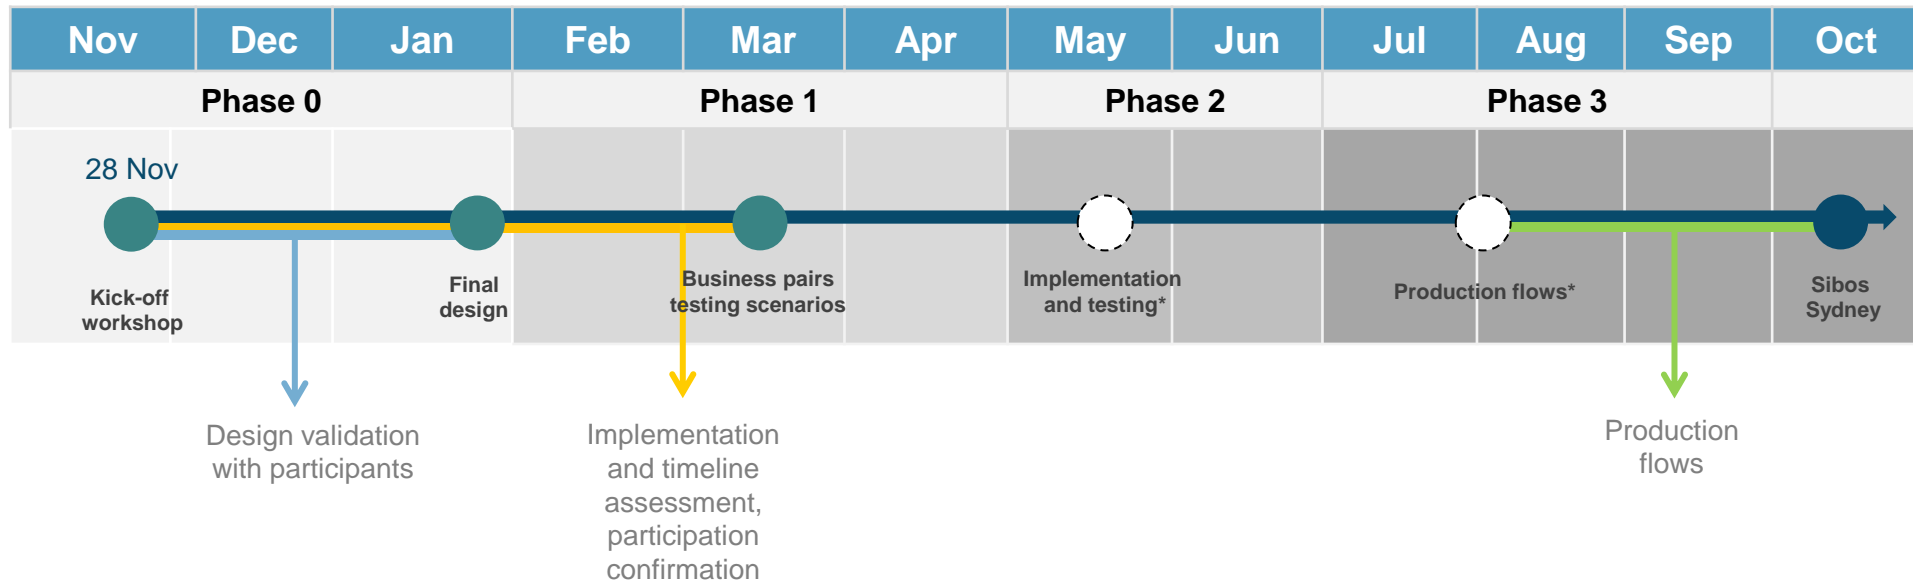 Nov Dec Jan Feb Mar Apr May Jun Jul Aug Sep Oct
Phase 0 Phase 1 Phase 2 Phase 3
28 Nov
Kick-off
workshop
Final
design
Business pairs
testing scenarios
Implementation
and testing*
Production flows*
Sibos
Sydney
Design validation
with participants
Implementation
and timeline
assessment,
participation
confirmation
Production
flows